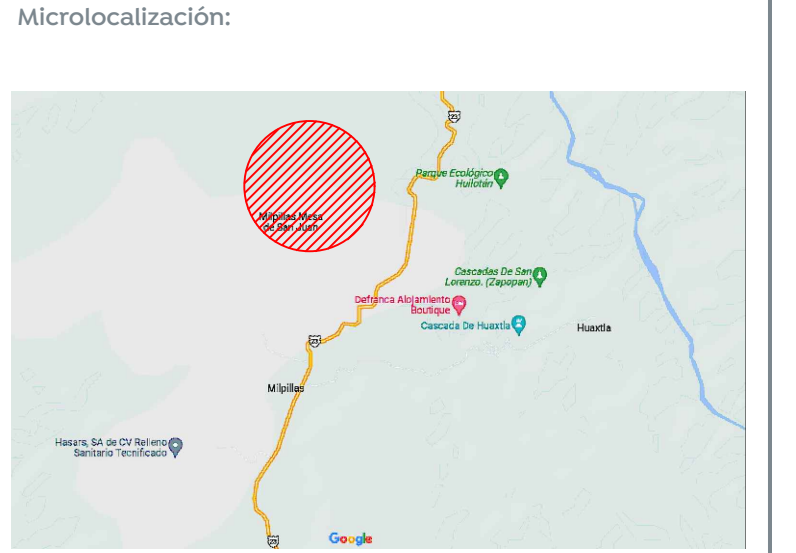 Microlocalización:
23
Parque Ecológico
Huilotán
Milpillas Mesa
de San Juan
Cascadas De San
Lorenzo. (Zapopan)
Defranca Alojamiento
Boutique
Cascada De Huaxtla
Huaxtla
23
Milpillas
Hasars, SA de CV Relleno
Sanitario Tecnificado
23
Google